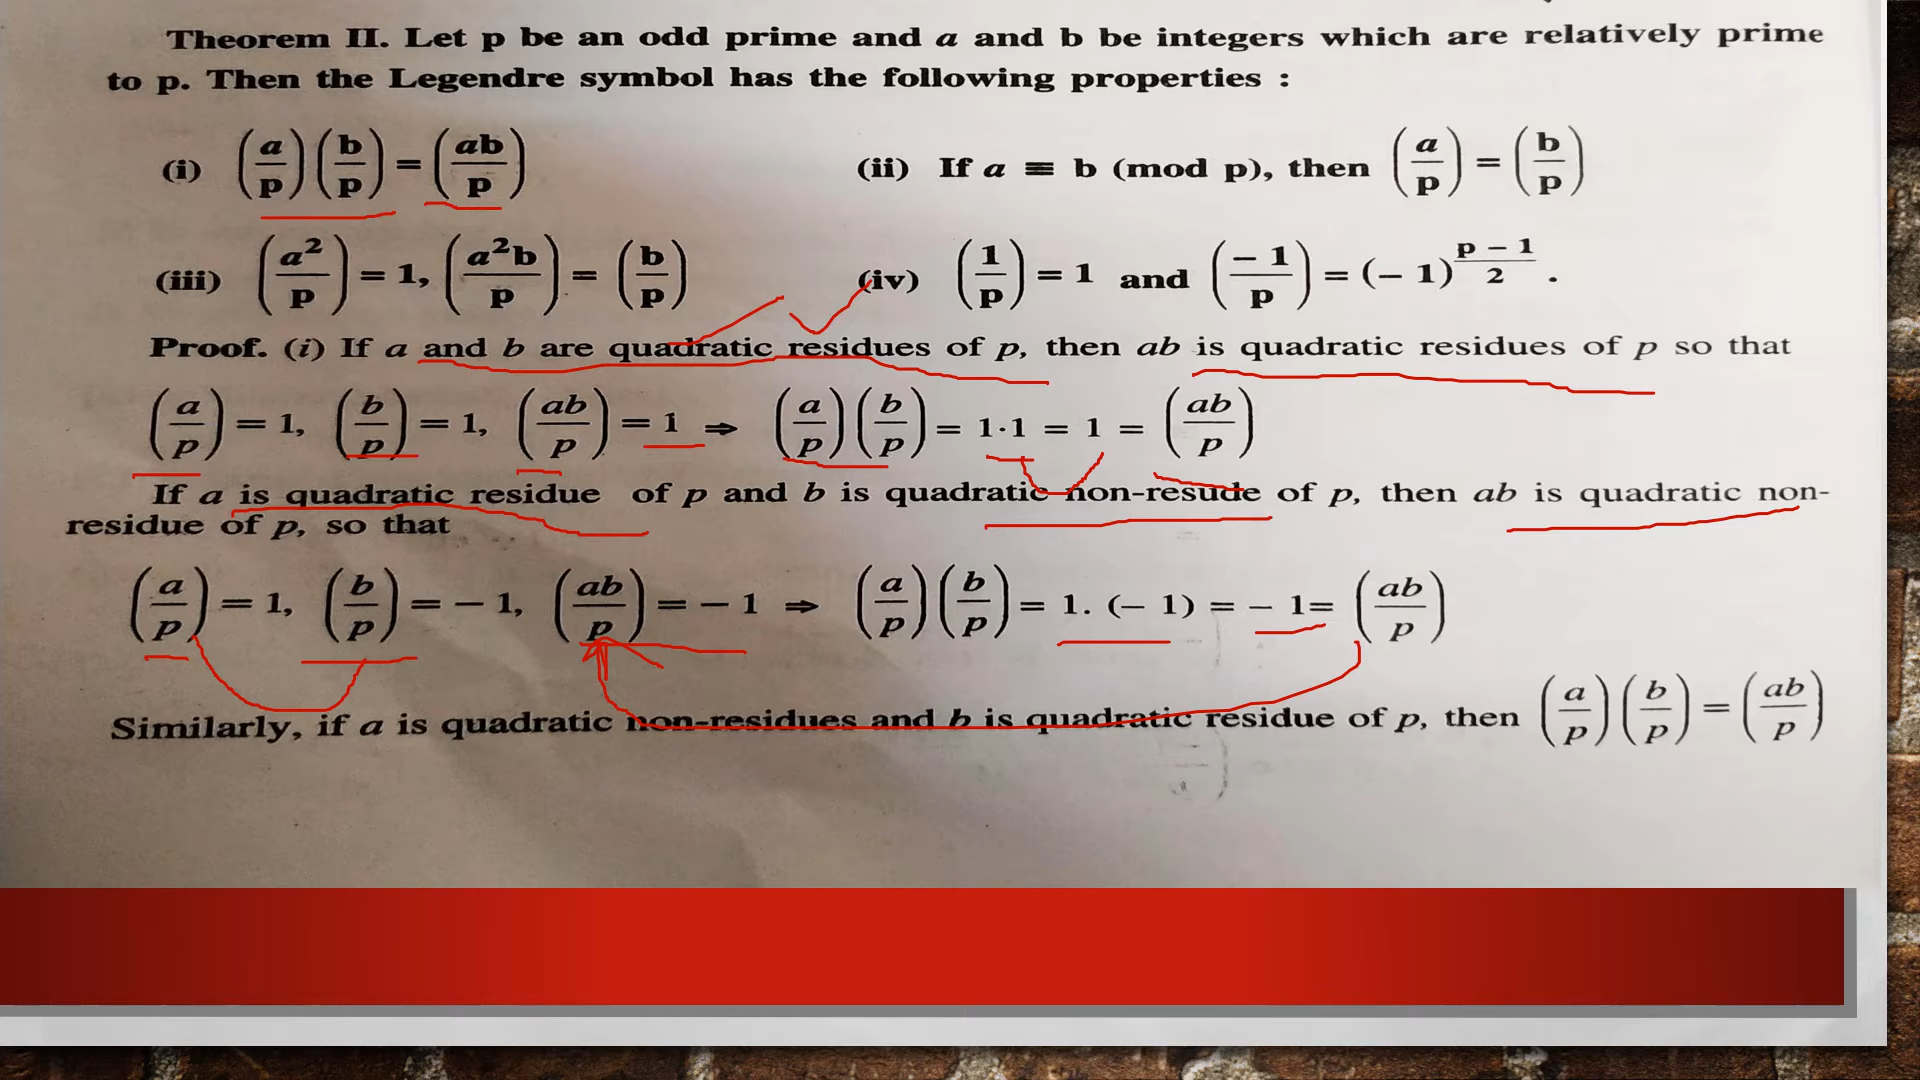 Theorem II. Let p be an odd prime and a and b be integers which are relatively prime
to p. Then the Legendre symbol has the following properties :
(i) (a/p)(b/p) = (ab/p) (ii) If a ≡ b (mod p), then (a/p) = (b/p)
(iii) (a²/p) = 1, (a²b/p) = (b/p) (iv) (1/p) = 1 and (– 1/p) = (– 1)^((p – 1)/2) .
Proof. (i) If a and b are quadratic residues of p, then ab is quadratic residues of p so that
(a/p) = 1, (b/p) = 1, (ab/p) = 1 ⇒ (a/p)(b/p) = 1·1 = 1 = (ab/p)
If a is quadratic residue of p and b is quadratic non-resude of p, then ab is quadratic non-
residue of p, so that
(a/p) = 1, (b/p) = – 1, (ab/p) = – 1 ⇒ (a/p)(b/p) = 1. (– 1) = – 1= (ab/p)
Similarly, if a is quadratic non-residues and b is quadratic residue of p, then (a/p)(b/p) = (ab/p)